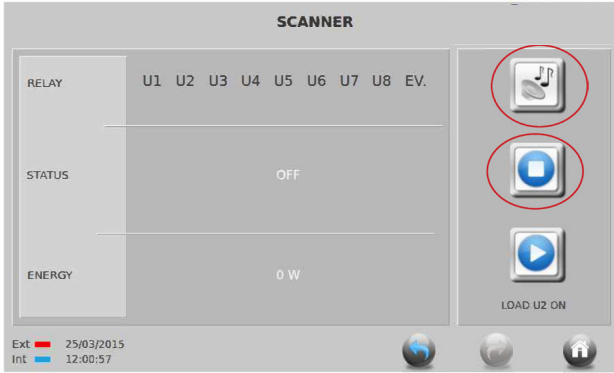 SCANNER
RELAY U1 U2 U3 U4 U5 U6 U7 U8 EV.
STATUS OFF
ENERGY 0 W
LOAD U2 ON
Ext 25/03/2015
Int 12:00:57